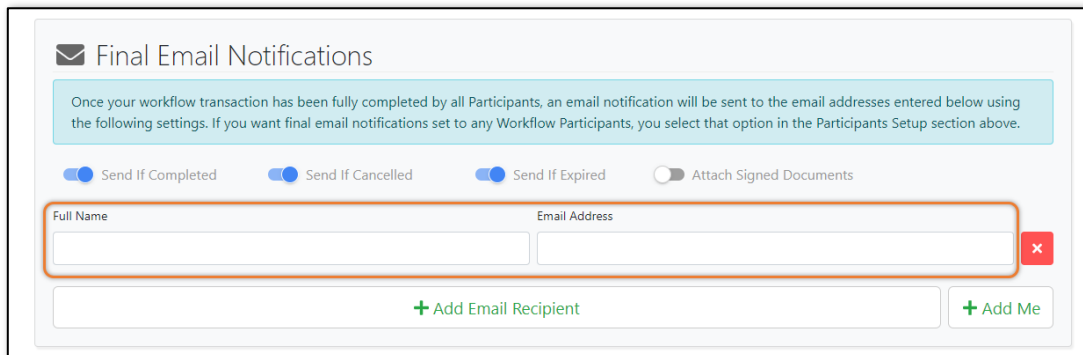 Final Email Notifications
Once your workflow transaction has been fully completed by all Participants, an email notification will be sent to the email addresses entered below using
the following settings. If you want final email notifications set to any Workflow Participants, you select that option in the Participants Setup section above.
Send If Completed Send If Cancelled Send If Expired Attach Signed Documents
Full Name Email Address
+ Add Email Recipient + Add Me